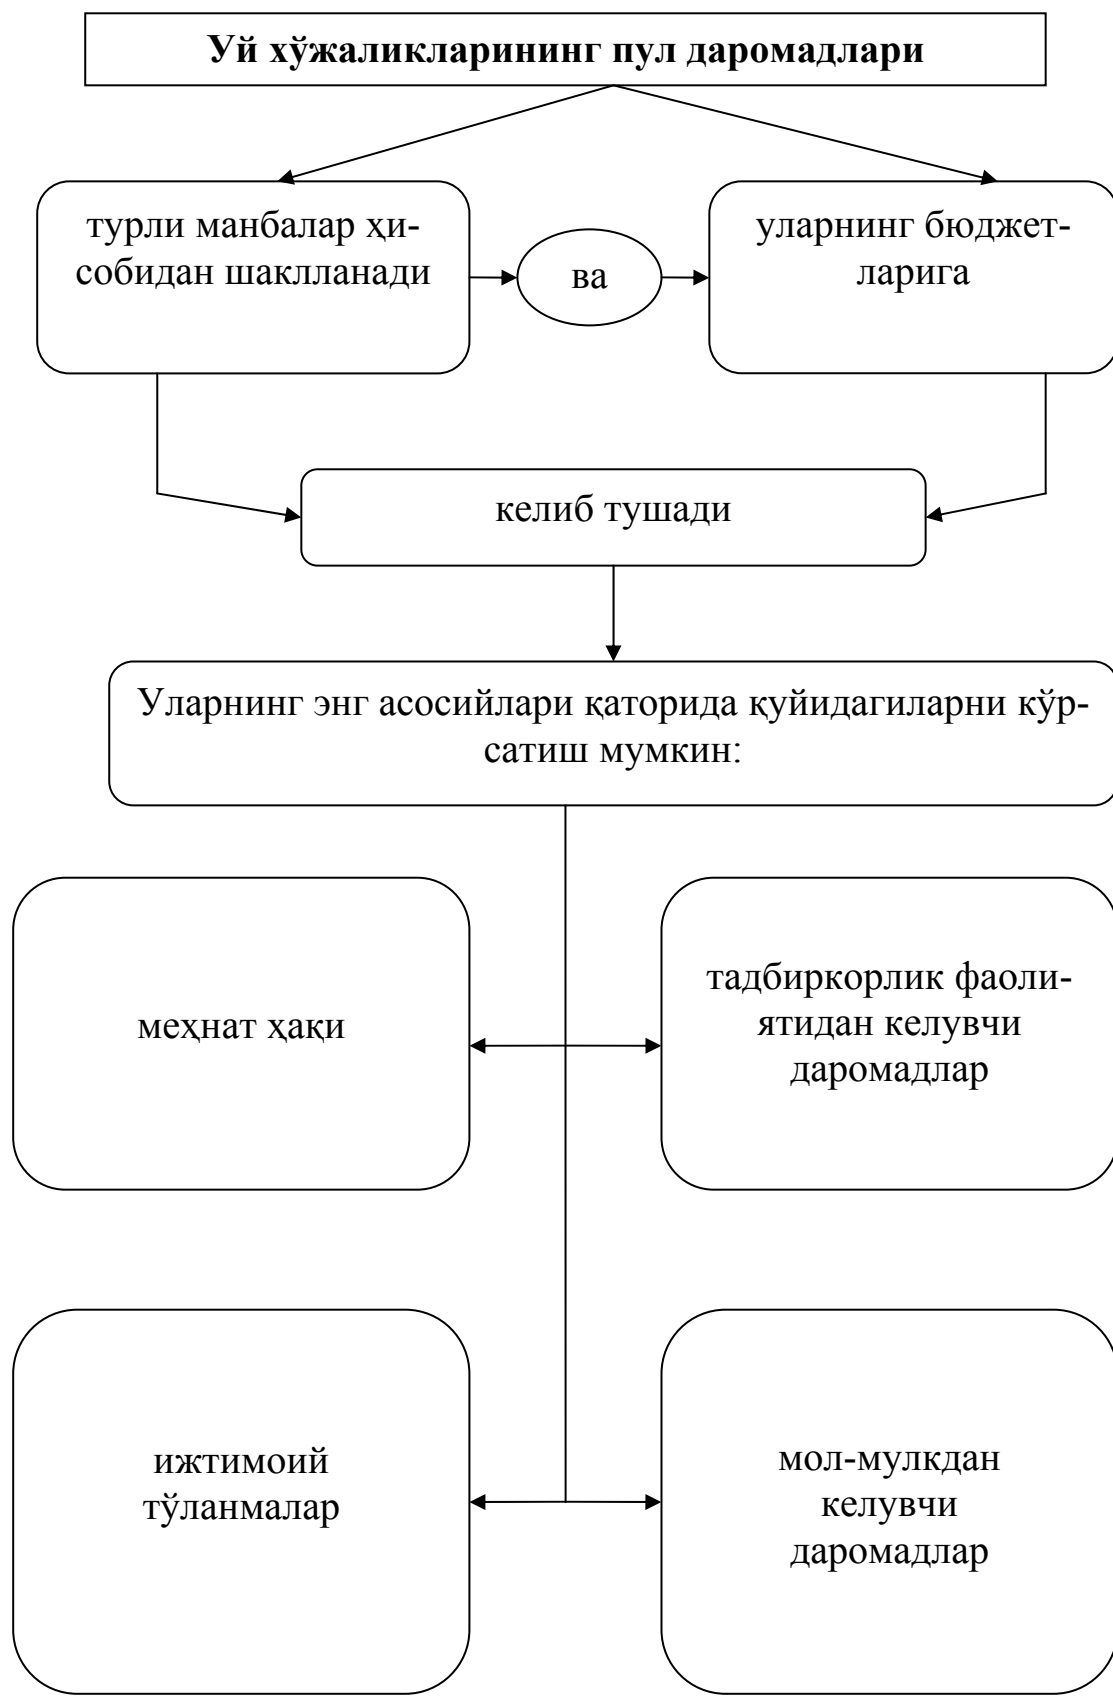 Уй хўжаликларининг пул даромадлари
турли манбалар ҳи-
собидан шаклланади
ва
уларнинг бюджет-
ларига
келиб тушади
Уларнинг энг асосийлари қаторида қуйидагиларни кўр-
сатиш мумкин:
меҳнат ҳақи
тадбиркорлик фаоли-
ятидан келувчи
даромадлар
ижтимоий
тўланмалар
мол-мулкдан
келувчи
даромадлар